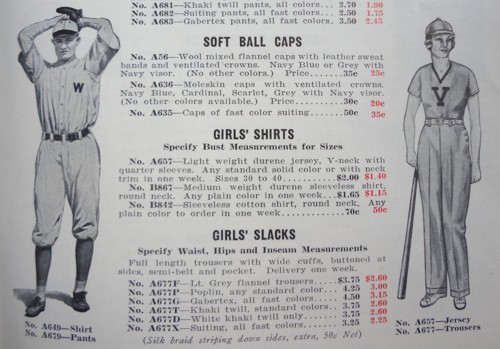 No. A681—Khaki twill pants, all colors... 2.70 1.90
No. A682—Suiting pants, all colors.... 2.50 1.75
No. A683—Gabertex pants, all fast colors. 3.50 2.45
SOFT BALL CAPS
No. A56—Wool mixed flannel caps with leather sweat
bands and ventilated crowns. Navy Blue or Grey with
Navy visor. (No other colors.) Price.......35c 25c
No. A636—Moleskin caps with ventilated crowns.
Navy Blue, Cardinal, Scarlet, Grey with Navy visor.
(No other colors available.) Price.........30c 20c
No. A635—Caps of fast color suiting......50c 35c
GIRLS' SHIRTS
Specify Bust Measurements for Sizes
No. A657—Light weight durene jersey, V-neck with
quarter sleeves. Any standard solid color or with neck
trim in one week. Sizes 30 to 40.........$2.00 $1.40
No. B867—Medium weight durene sleeveless shirt,
round neck. Any plain color in one week...$1.65 $1.15
No. B842—Sleeveless cotton shirt, round neck. Any
plain color to order in one week...........70c 50c
GIRLS' SLACKS
Specify Waist, Hips and Inseam Measurements
Full length trousers with wide cuffs, buttoned at
sides, semi-belt and pocket. Delivery one week.
No. A677F—Lt. Grey flannel trousers....$3.75 $2.60
No. A677P—Poplin, any standard color.. 4.25 3.00
No. A677G—Gabertex, all fast colors..... 4.50 3.15
No. A677T—Khaki twill, standard colors.. 3.75 2.60
No. A677D—White khaki twill only....... 3.75 2.60
No. A677X—Suiting, all fast colors....... 3.25 2.25
(Silk braid striping down sides, extra, 50c Net)
W
No. A649—Shirt
No. A679—Pants
Y
No. A657—Jersey
No. A677—Trousers